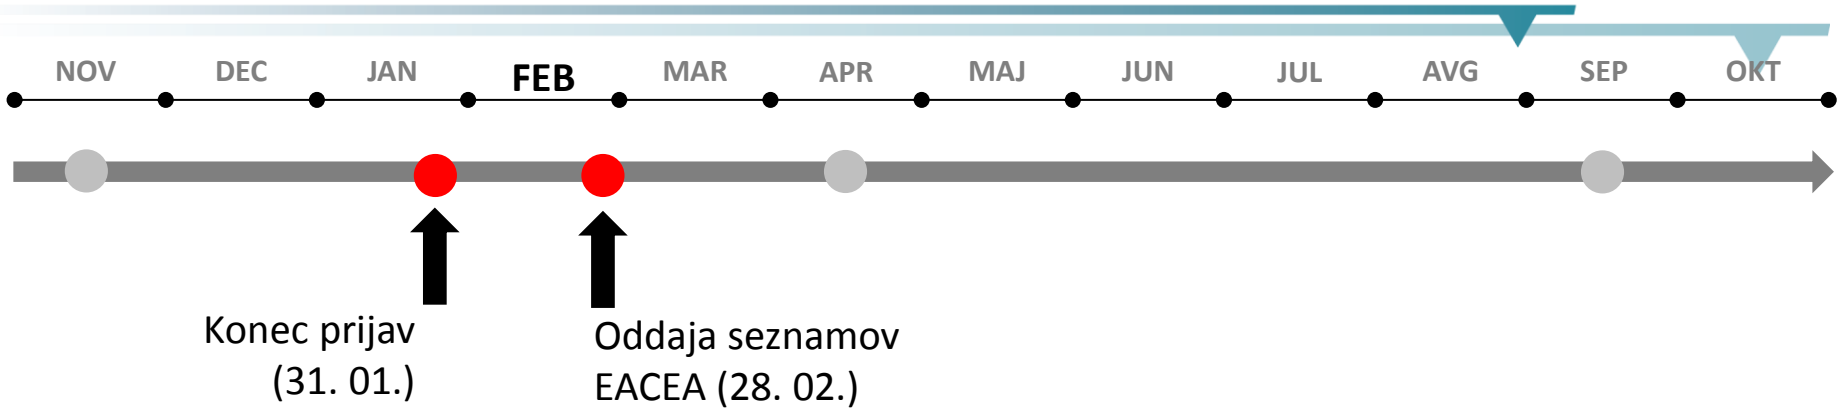 NOV DEC JAN FEB MAR APR MAJ JUN JUL AVG SEP OKT
Konec prijav
(31. 01.)
Oddaja seznamov
EACEA (28. 02.)